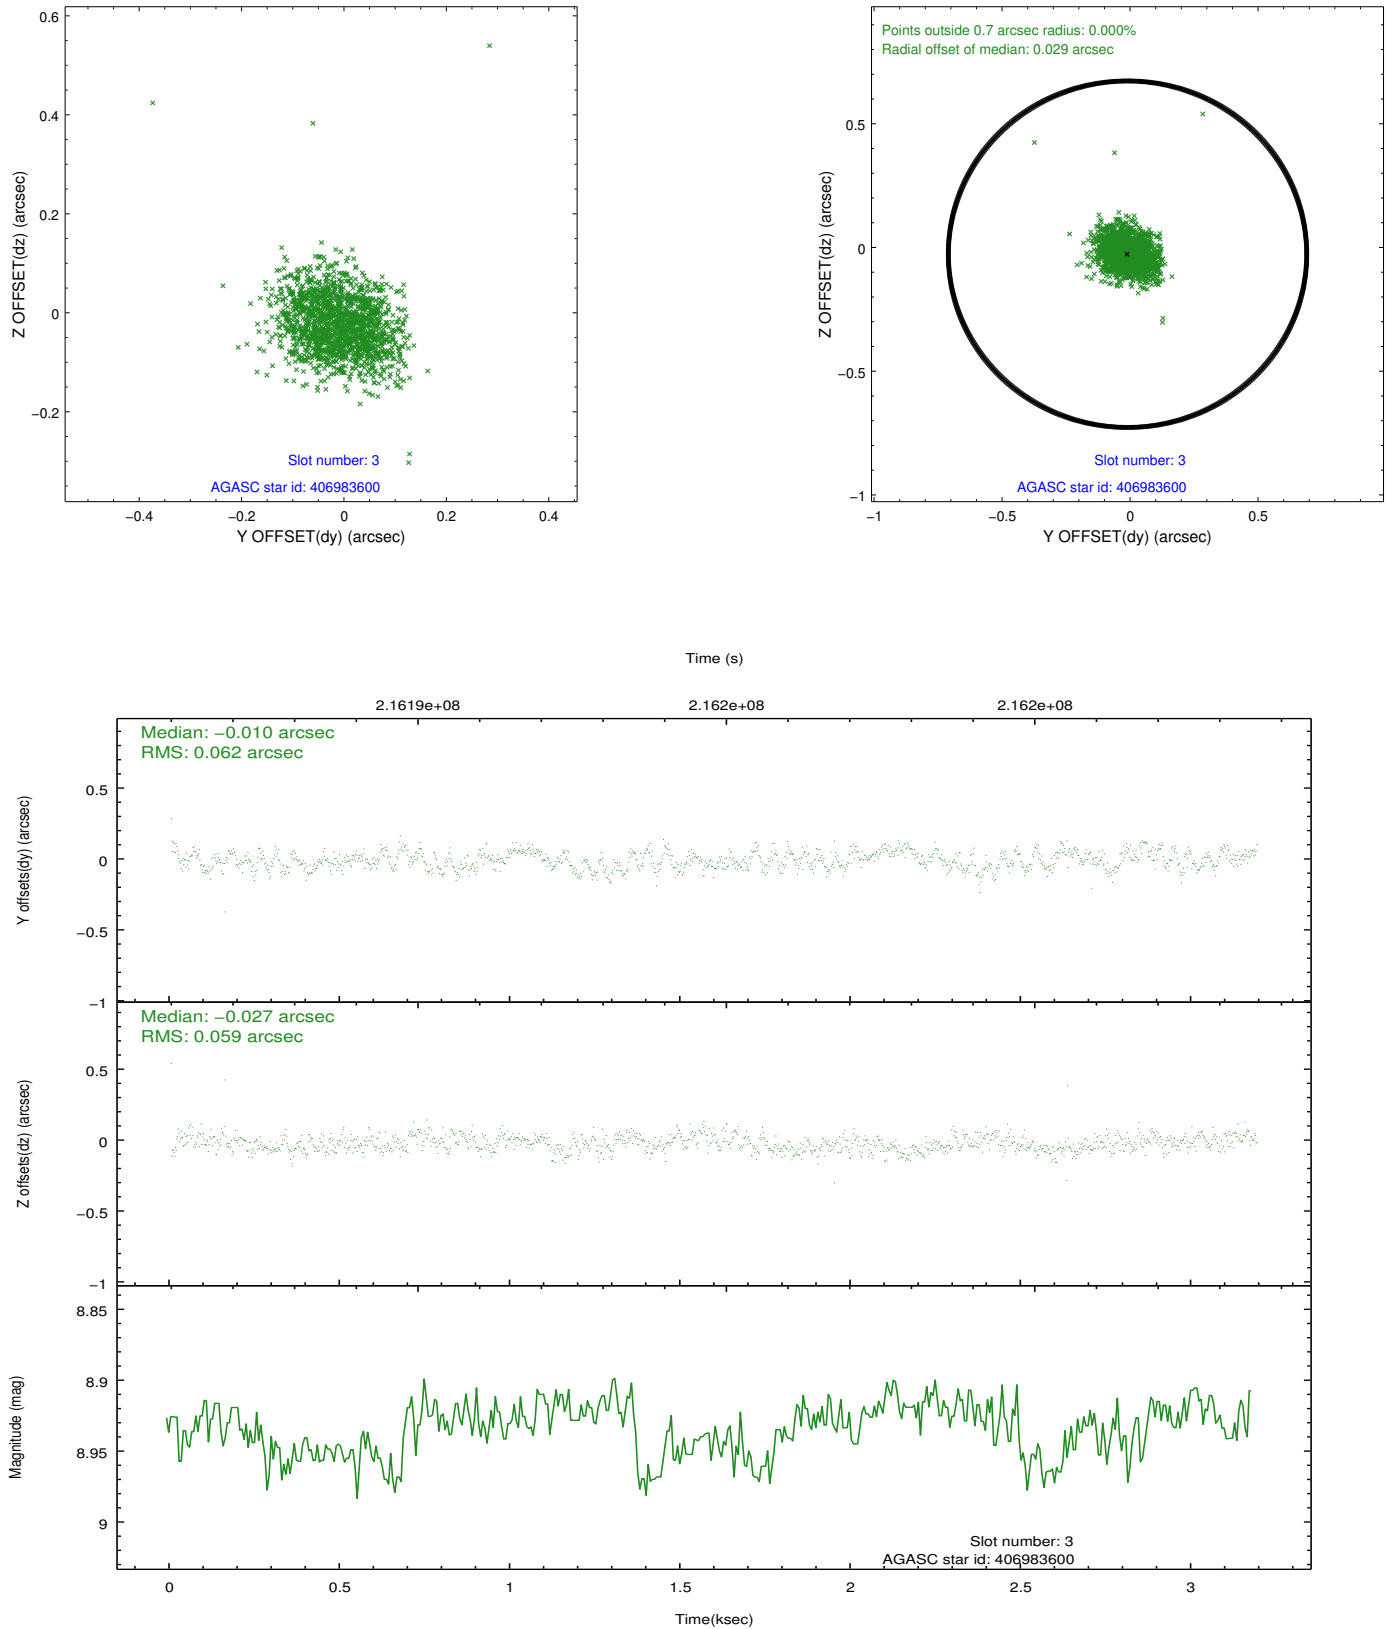 0.6
0.4
0.2
0
−0.2
Z OFFSET(dz) (arcsec)
Slot number: 3
AGASC star id: 406983600
−0.4
−0.2
0
0.2
0.4
Y OFFSET(dy) (arcsec)
Points outside 0.7 arcsec radius: 0.000%
Radial offset of median: 0.029 arcsec
0.5
0
−0.5
−1
Z OFFSET(dz) (arcsec)
Slot number: 3
AGASC star id: 406983600
−1
−0.5
0
0.5
Y OFFSET(dy) (arcsec)
Time (s)
2.1619e+08
2.162e+08
2.162e+08
Median: −0.010 arcsec
RMS: 0.062 arcsec
0.5
0
−0.5
−1
Y offsets(dy) (arcsec)
Median: −0.027 arcsec
RMS: 0.059 arcsec
0.5
0
−0.5
−1
Z offsets(dz) (arcsec)
8.85
8.9
8.95
9
Magnitude (mag)
Slot number: 3
AGASC star id: 406983600
0
0.5
1
1.5
2
2.5
3
Time(ksec)